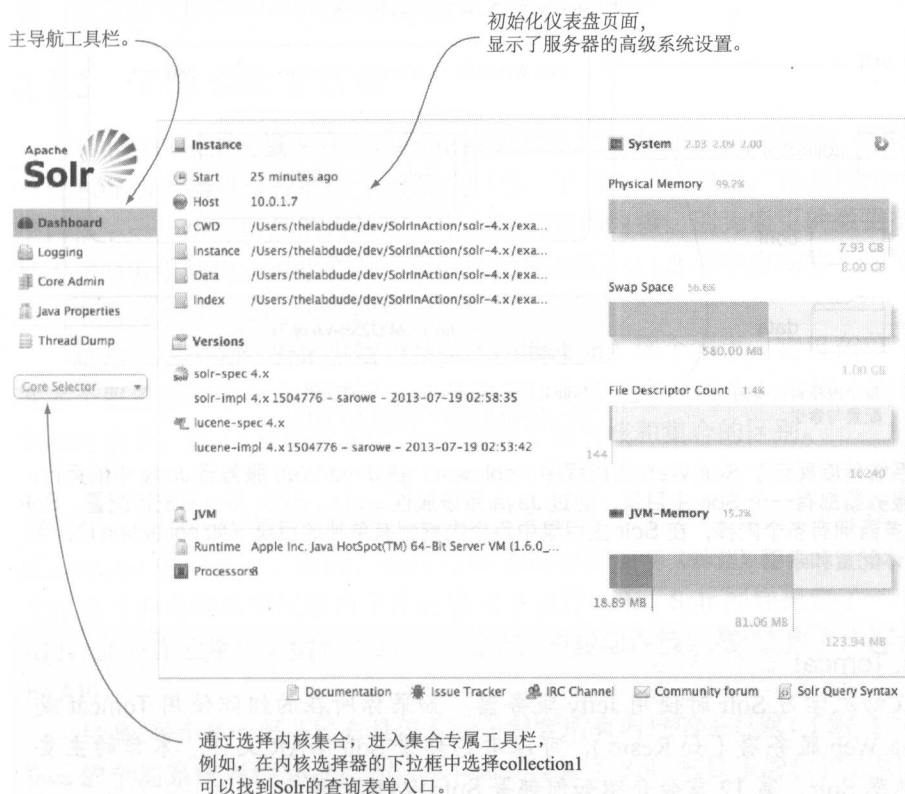 主导航工具栏。
初始化仪表盘页面，
显示了服务器的高级系统设置。
Apache
Solr
Dashboard
Logging
Core Admin
Java Properties
Thread Dump
Core Selector
Instance
Start 25 minutes ago
Host 10.0.1.7
CWD /Users/thelabdude/dev/SolrInAction/solr-4.x/exa...
Instance /Users/thelabdude/dev/SolrInAction/solr-4.x/exa...
Data /Users/thelabdude/dev/SolrInAction/solr-4.x/exa...
Index /Users/thelabdude/dev/SolrInAction/solr-4.x/exa...
Versions
solr-spec 4.x
solr-impl 4.x 1504776 - sarowe - 2013-07-19 02:58:35
lucene-spec 4.x
lucene-impl 4.x 1504776 - sarowe - 2013-07-19 02:53:42
JVM
Runtime Apple Inc. Java HotSpot(TM) 64-Bit Server VM (1.6.0_...
Processors 8
System 2.03 2.09 2.00
Physical Memory 99.2%
7.93 GB
8.00 GB
Swap Space 56.6%
580.00 MB
1.00 GB
File Descriptor Count 1.4%
144
10240
JVM-Memory 15.2%
18.89 MB
81.06 MB
123.94 MB
Documentation Issue Tracker IRC Channel Community forum Solr Query Syntax
通过选择内核集合，进入集合专属工具栏，
例如，在内核选择器的下拉框中选择collection1
可以找到Solr的查询表单入口。